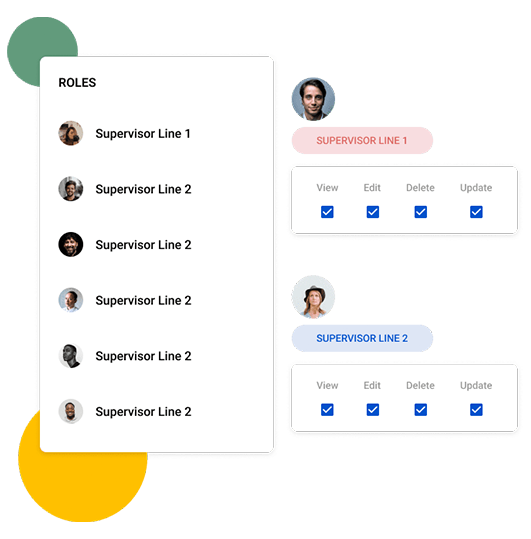 ROLES
Supervisor Line 1
Supervisor Line 2
Supervisor Line 2
Supervisor Line 2
Supervisor Line 2
Supervisor Line 2
SUPERVISOR LINE 1
View Edit Delete Update
SUPERVISOR LINE 2
View Edit Delete Update